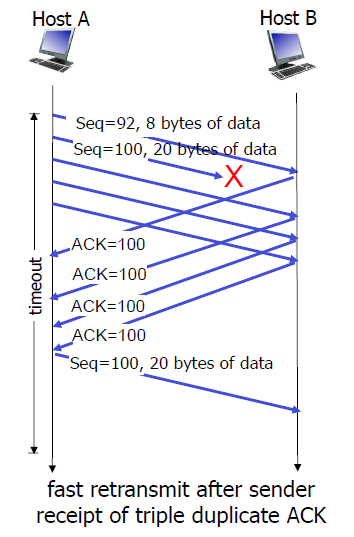 Host A
Host B
Seq=92, 8 bytes of data
Seq=100, 20 bytes of data
X
ACK=100
ACK=100
ACK=100
ACK=100
timeout
Seq=100, 20 bytes of data
fast retransmit after sender
receipt of triple duplicate ACK